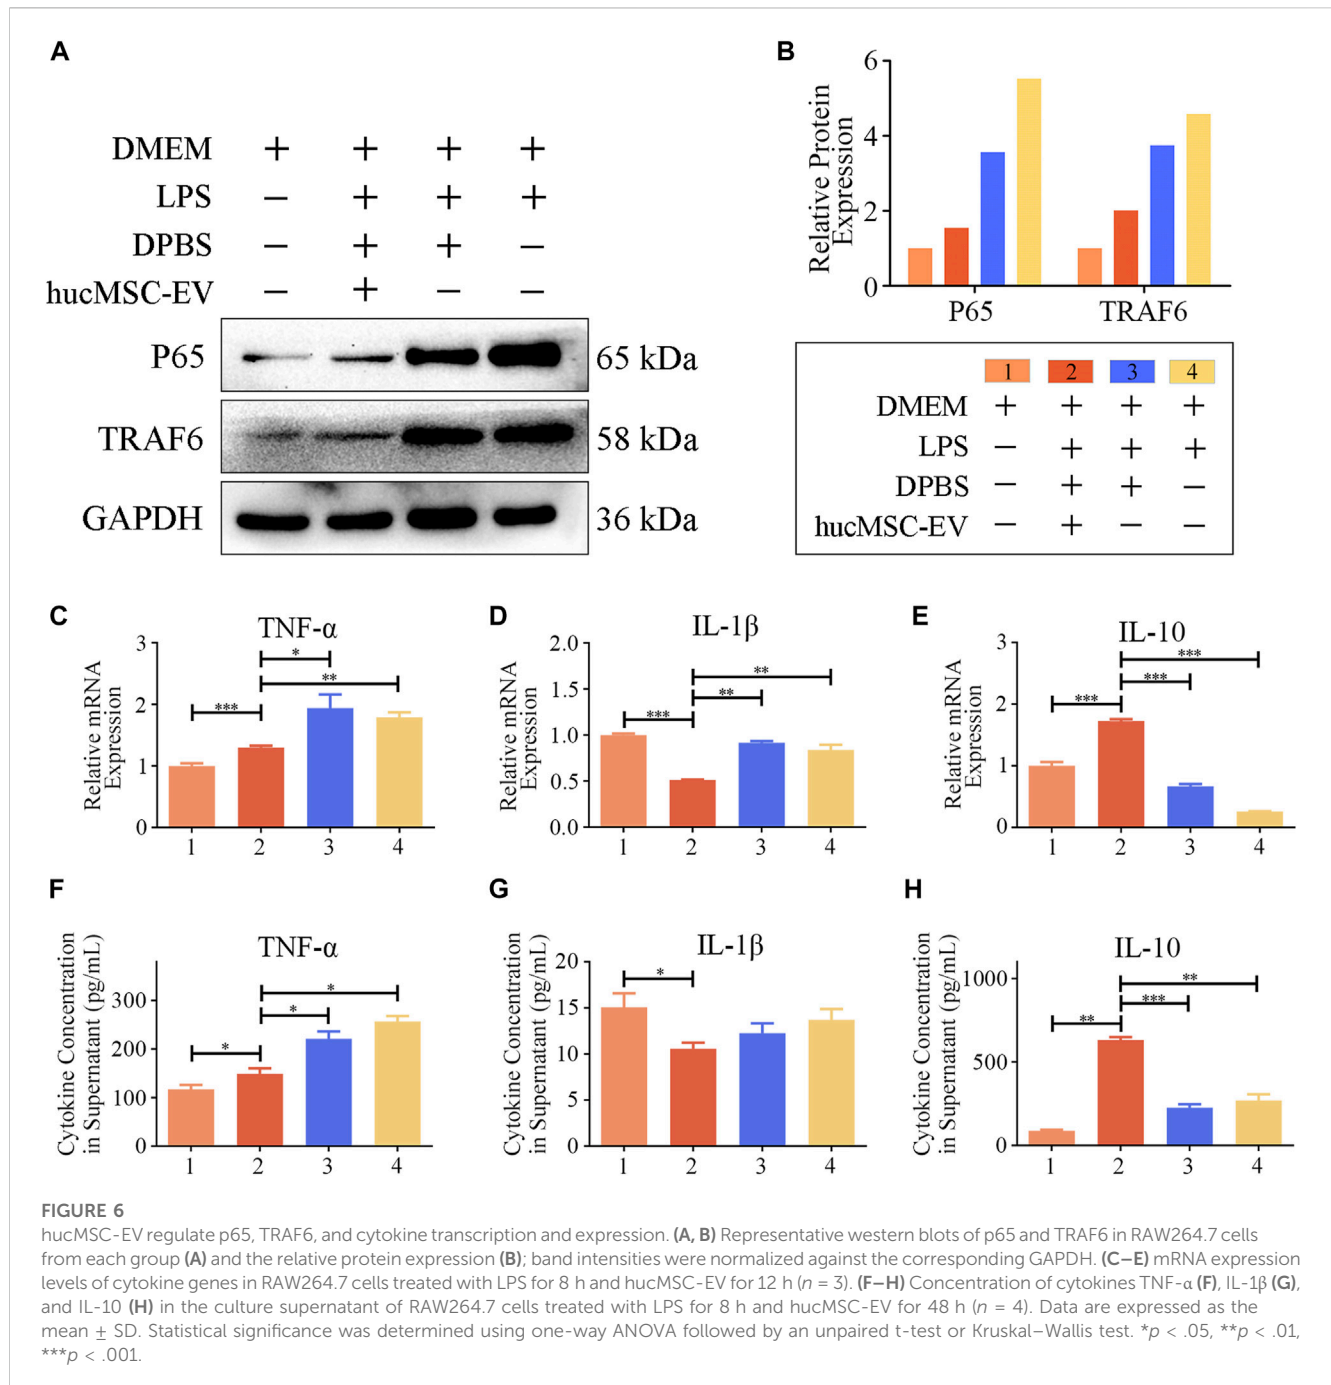 A
DMEM + + + +
LPS − + + +
DPBS − + + −
hucMSC-EV − + − −
P65 65 kDa
TRAF6 58 kDa
GAPDH 36 kDa
B
Relative Protein
Expression
6
4
2
0
P65 TRAF6
1 2 3 4
DMEM + + + +
LPS − + + +
DPBS − + + −
hucMSC-EV − + − −
C
TNF-α
Relative mRNA
Expression
3
2
1
0
*
**
***
1 2 3 4
D
IL-1β
Relative mRNA
Expression
2.0
1.5
1.0
0.5
0.0
**
**
***
1 2 3 4
E
IL-10
Relative mRNA
Expression
3
2
1
0
***
***
***
1 2 3 4
F
TNF-α
Cytokine Concentration
in Supernatant (pg/mL)
300
200
100
0
*
*
*
1 2 3 4
G
IL-1β
Cytokine Concentration
in Supernatant (pg/mL)
20
15
10
5
0
*
1 2 3 4
H
IL-10
Cytokine Concentration
in Supernatant (pg/mL)
1000
500
0
**
***
**
1 2 3 4
FIGURE 6
hucMSC-EV regulate p65, TRAF6, and cytokine transcription and expression. (A, B) Representative western blots of p65 and TRAF6 in RAW264.7 cells
from each group (A) and the relative protein expression (B); band intensities were normalized against the corresponding GAPDH. (C–E) mRNA expression
levels of cytokine genes in RAW264.7 cells treated with LPS for 8 h and hucMSC-EV for 12 h (n = 3). (F–H) Concentration of cytokines TNF-α (F), IL-1β (G),
and IL-10 (H) in the culture supernatant of RAW264.7 cells treated with LPS for 8 h and hucMSC-EV for 48 h (n = 4). Data are expressed as the
mean ± SD. Statistical significance was determined using one-way ANOVA followed by an unpaired t-test or Kruskal–Wallis test. *p < .05, **p < .01,
***p < .001.